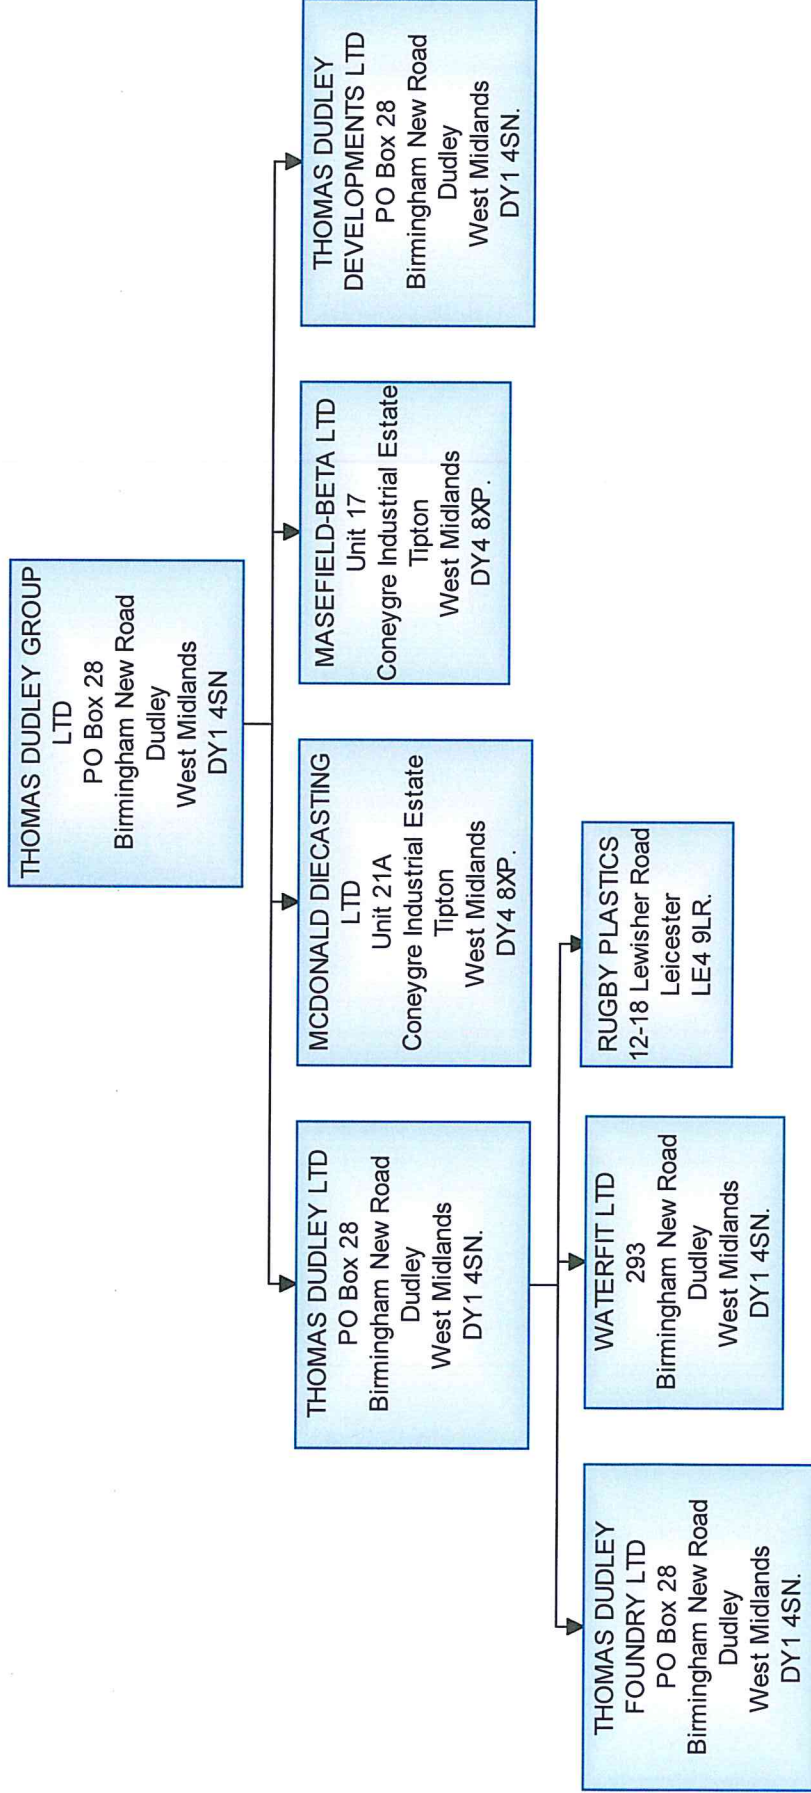 THOMAS DUDLEY GROUP
LTD
PO Box 28
Birmingham New Road
Dudley
West Midlands
DY1 4SN
THOMAS DUDLEY LTD
PO Box 28
Birmingham New Road
Dudley
West Midlands
DY1 4SN.
MCDONALD DIECASTING
LTD
Unit 21A
Coneygre Industrial Estate
Tipton
West Midlands
DY4 8XP.
MASEFIELD-BETA LTD
Unit 17
Coneygre Industrial Estate
Tipton
West Midlands
DY4 8XP.
THOMAS DUDLEY
DEVELOPMENTS LTD
PO Box 28
Birmingham New Road
Dudley
West Midlands
DY1 4SN.
THOMAS DUDLEY
FOUNDRY LTD
PO Box 28
Birmingham New Road
Dudley
West Midlands
DY1 4SN.
WATERFIT LTD
293
Birmingham New Road
Dudley
West Midlands
DY1 4SN.
RUGBY PLASTICS
12-18 Lewisher Road
Leicester
LE4 9LR.